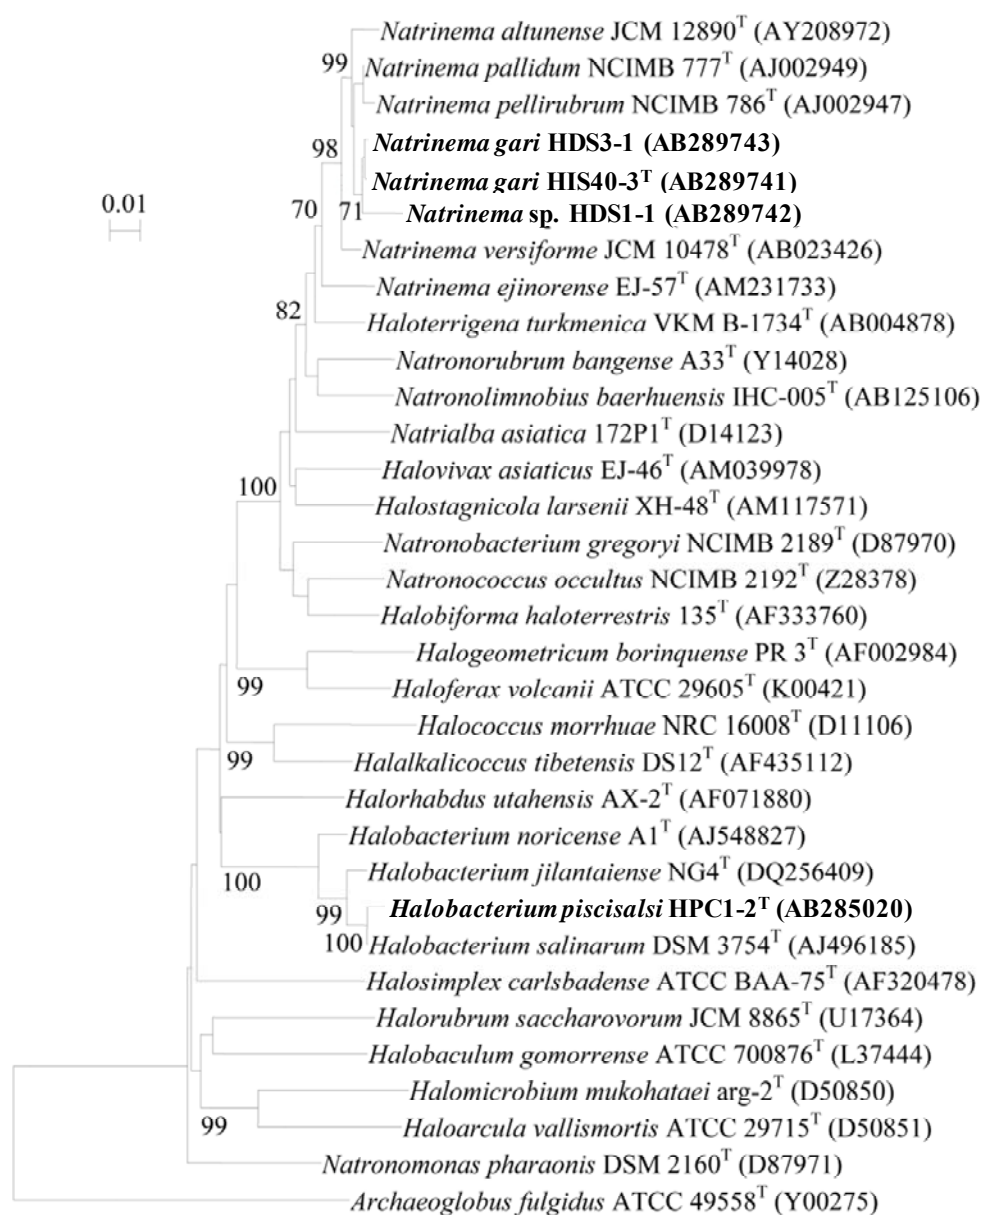 Natrinema altunense JCM 12890T (AY208972)
99
Natrinema pallidum NCIMB 777T (AJ002949)
Natrinema pellirubrum NCIMB 786T (AJ002947)
Natrinema gari HDS3-1 (AB289743)
98
Natrinema gari HIS40-3T (AB289741)
0.01
70
71
Natrinema sp. HDS1-1 (AB289742)
Natrinema versiforme JCM 10478T (AB023426)
Natrinema ejinorense EJ-57T (AM231733)
82
Haloterrigena turkmenica VKM B-1734T (AB004878)
Natronorubrum bangense A33T (Y14028)
Natronolimnobius baerhuensis IHC-005T (AB125106)
Natrialba asiatica 172P1T (D14123)
Halovivax asiaticus EJ-46T (AM039978)
100
Halostagnicola larsenii XH-48T (AM117571)
Natronobacterium gregoryi NCIMB 2189T (D87970)
Natronococcus occultus NCIMB 2192T (Z28378)
Halobiforma haloterrestris 135T (AF333760)
Halogeometricum borinquense PR 3T (AF002984)
99
Haloferax volcanii ATCC 29605T (K00421)
Halococcus morrhuae NRC 16008T (D11106)
99
Halalkalicoccus tibetensis DS12T (AF435112)
Halorhabdus utahensis AX-2T (AF071880)
Halobacterium noricense A1T (AJ548827)
100
Halobacterium jilantaiense NG4T (DQ256409)
99
Halobacterium piscisalsi HPC1-2T (AB285020)
100
Halobacterium salinarum DSM 3754T (AJ496185)
Halosimplex carlsbadense ATCC BAA-75T (AF320478)
Halorubrum saccharovorum JCM 8865T (U17364)
Halobaculum gomorrense ATCC 700876T (L37444)
Halomicrobium mukohataei arg-2T (D50850)
99
Haloarcula vallismortis ATCC 29715T (D50851)
Natronomonas pharaonis DSM 2160T (D87971)
Archaeoglobus fulgidus ATCC 49558T (Y00275)